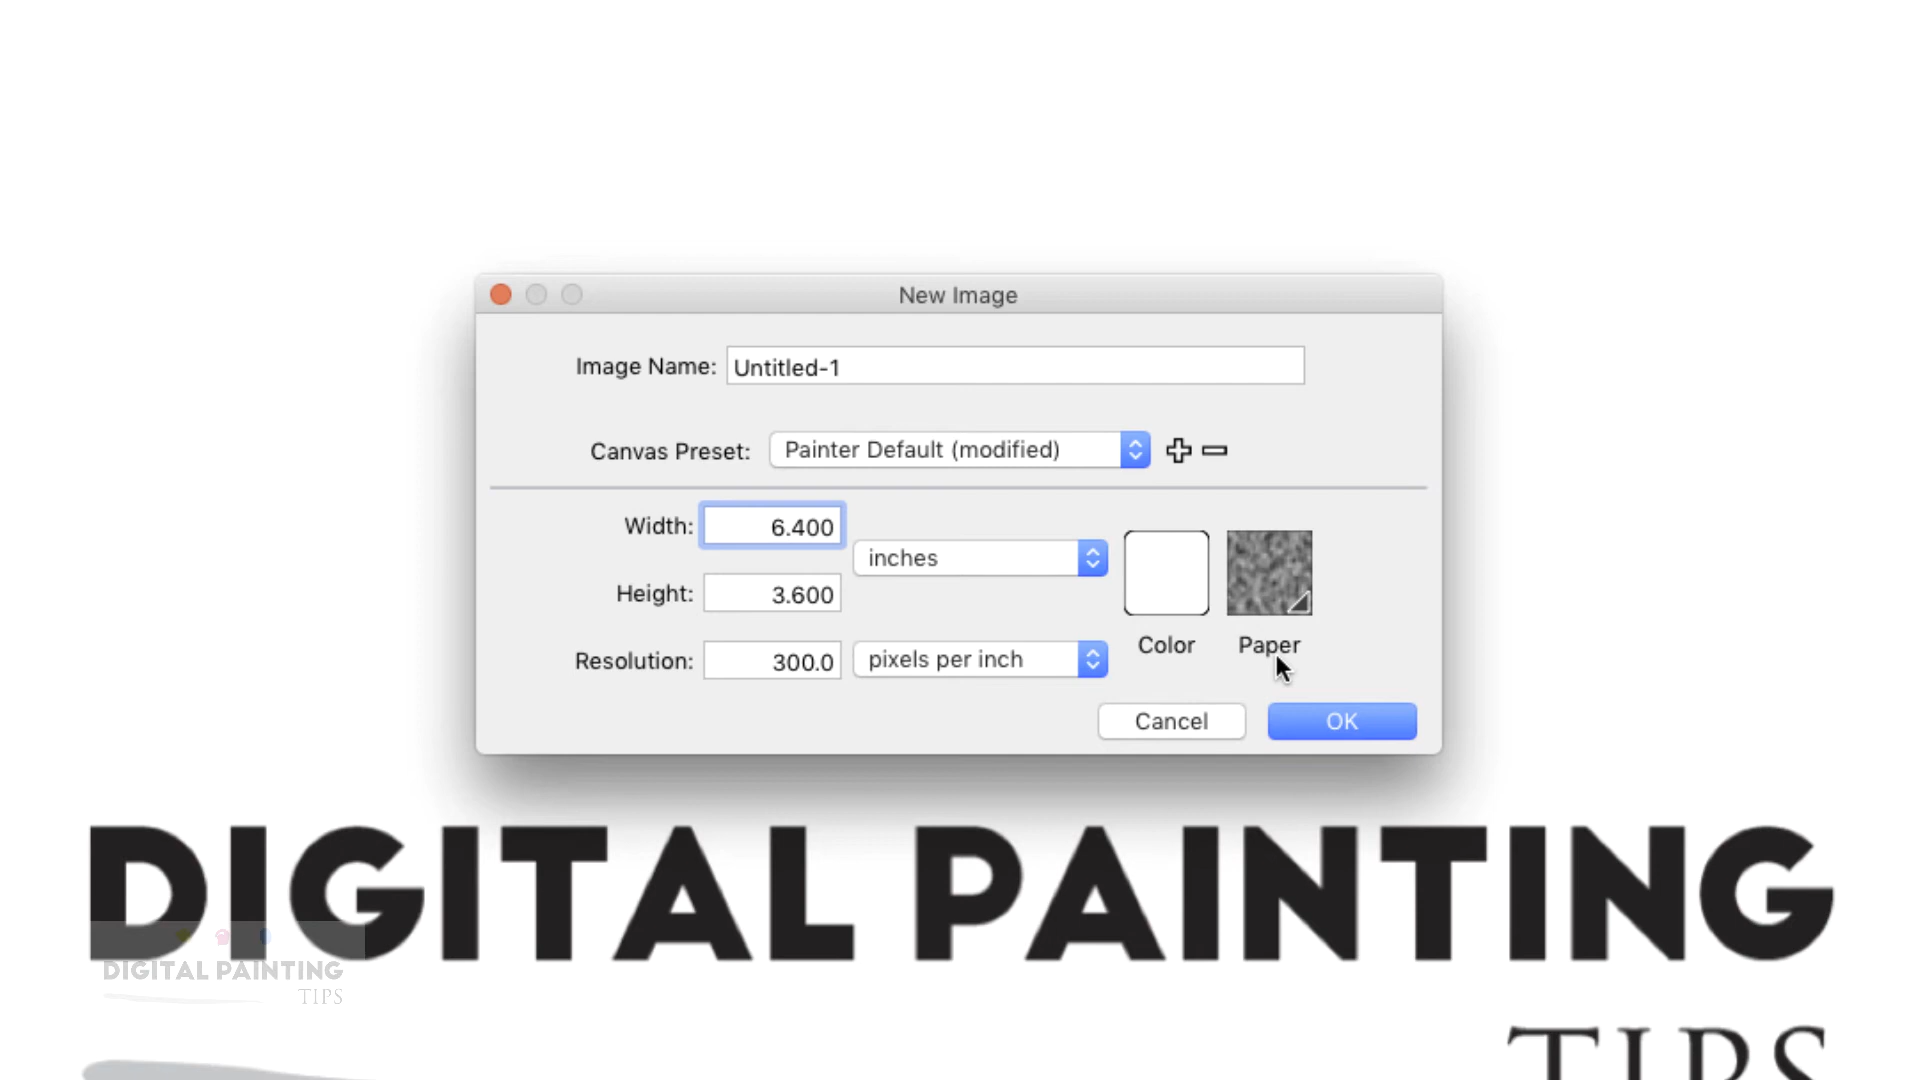 New Image
Image Name: Untitled-1
Canvas Preset: Painter Default (modified)
Width: 6.400
inches
Height: 3.600
Resolution: 300.0 pixels per inch
Color Paper
Cancel OK
DIGITAL PAINTING
TIPS
DIGITAL PAINTING
TIPS